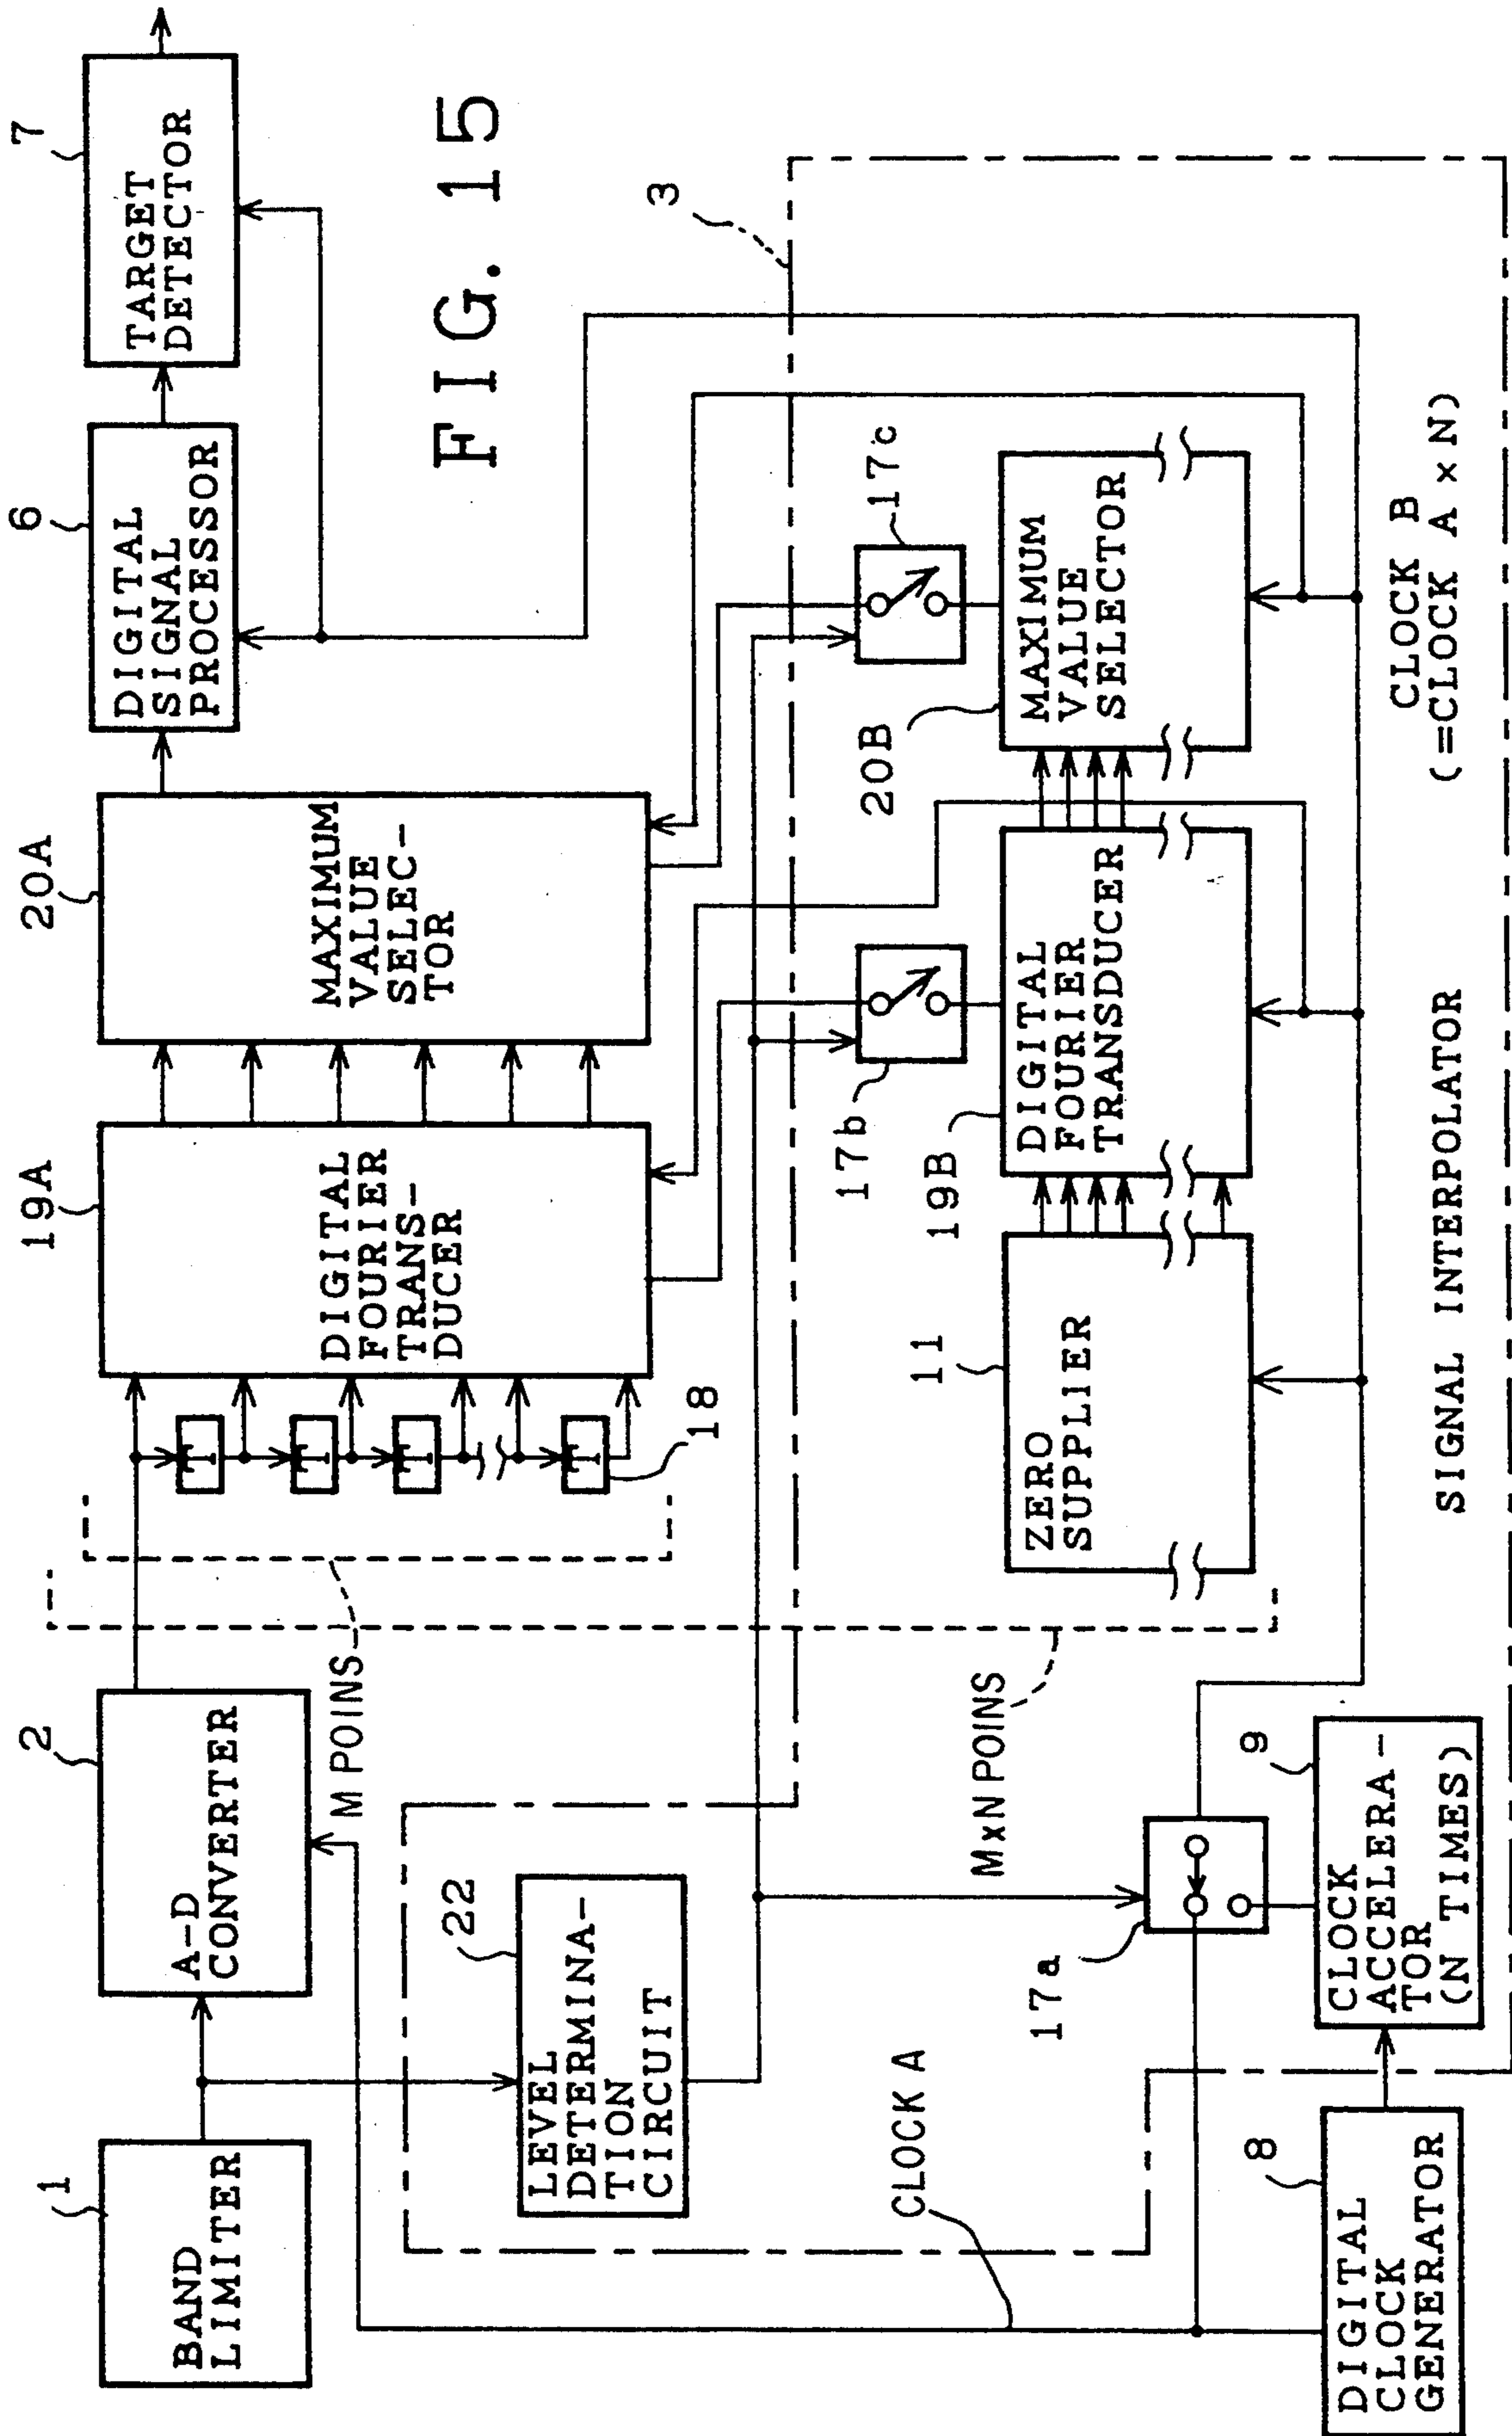 FIG. 15
1
BAND
LIMITER
2
A-D
CONVERTER
M POINS
19A
DIGITAL
FOURIER
TRANS-
DUCER
18
T
T
T
T
20A
MAXIMUM
VALUE
SELEC-
TOR
6
DIGITAL
SIGNAL
PROCESSOR
7
TARGET
DETECTOR
22
LEVEL
DETERMINA-
TION
CIRCUIT
3
17b
17c
CLOCK A
M×N POINS
17a
11
ZERO
SUPPLIER
19B
DIGITAL
FOURIER
TRANSDUCER
20B
MAXIMUM
VALUE
SELECTOR
8
DIGITAL
CLOCK
GENERATOR
9
CLOCK
ACCELERA-
TOR
(N TIMES)
CLOCK B
(=CLOCK A × N)
SIGNAL INTERPOLATOR